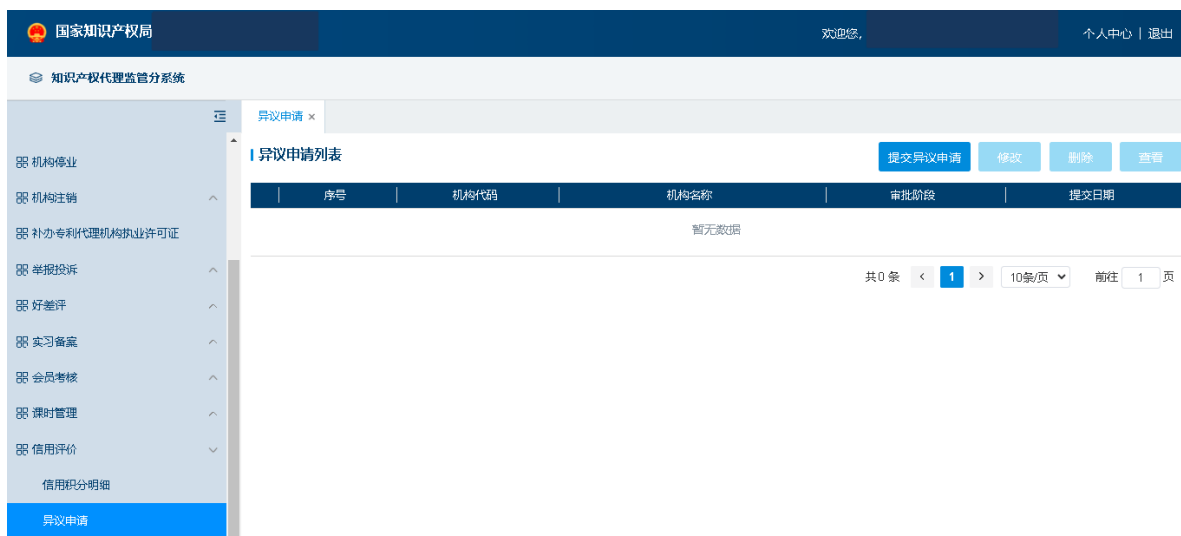 国家知识产权局
欢迎您,
个人中心 | 退出
知识产权代理监管分系统
异议申请 ×
机构停业
机构注销
补办专利代理机构执业许可证
举报投诉
好差评
实习备案
会员考核
课时管理
信用评价
信用积分明细
异议申请
异议申请列表
提交异议申请 修改 删除 查看
序号 机构代码 机构名称 审批阶段 提交日期
暂无数据
共0条 < 1 > 10条/页 前往 1 页